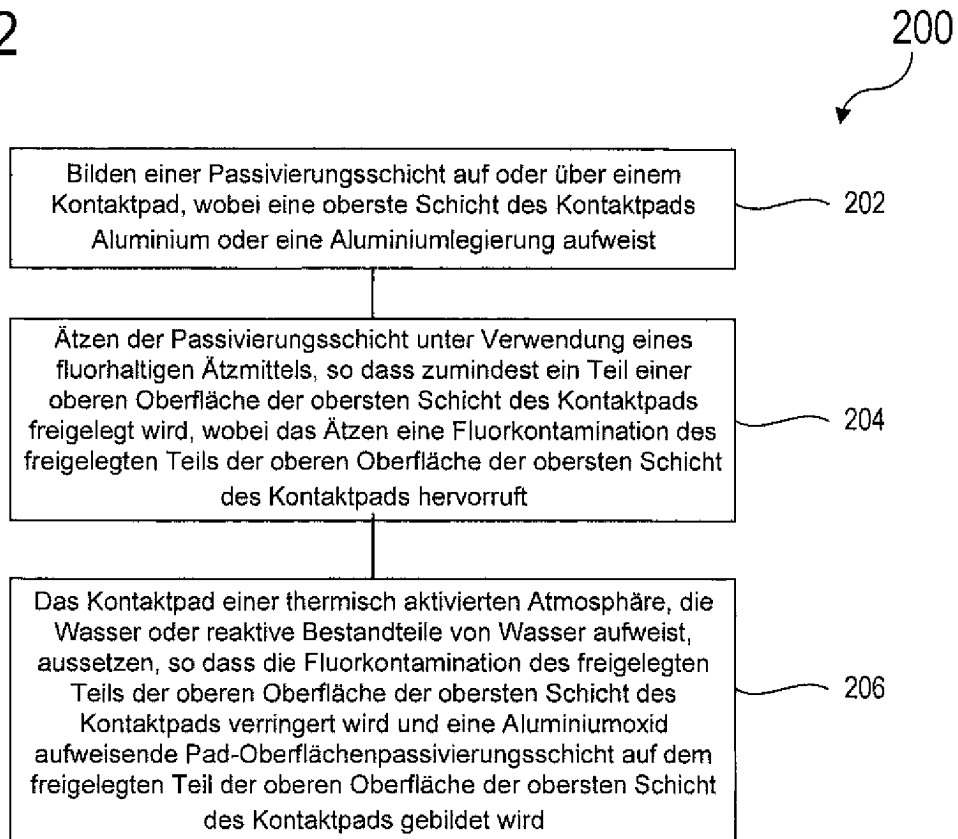 2
200
Bilden einer Passivierungsschicht auf oder über einem
Kontaktpad, wobei eine oberste Schicht des Kontaktpads
Aluminium oder eine Aluminiumlegierung aufweist
202
Ätzen der Passivierungsschicht unter Verwendung eines
fluorhaltigen Ätzmittels, so dass zumindest ein Teil einer
oberen Oberfläche der obersten Schicht des Kontaktpads
freigelegt wird, wobei das Ätzen eine Fluorkontamination des
freigelegten Teils der oberen Oberfläche der obersten Schicht
des Kontaktpads hervorruft
204
Das Kontaktpad einer thermisch aktivierten Atmosphäre, die
Wasser oder reaktive Bestandteile von Wasser aufweist,
aussetzen, so dass die Fluorkontamination des freigelegten
Teils der oberen Oberfläche der obersten Schicht des
Kontaktpads verringert wird und eine Aluminiumoxid
aufweisende Pad-Oberflächenpassivierungsschicht auf dem
freigelegten Teil der oberen Oberfläche der obersten Schicht
des Kontaktpads gebildet wird
206